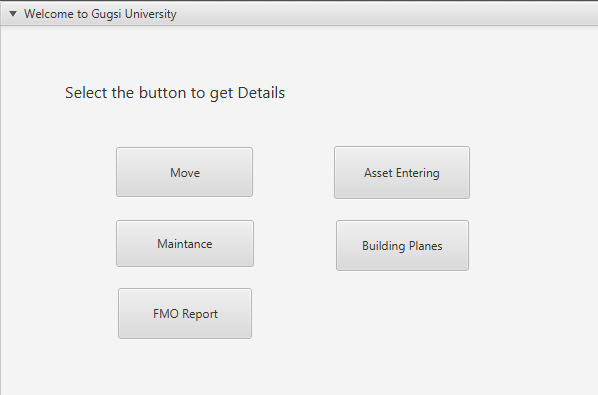 Welcome to Gugsi University
Select the button to get Details
Move
Asset Entering
Maintance
Building Planes
FMO Report